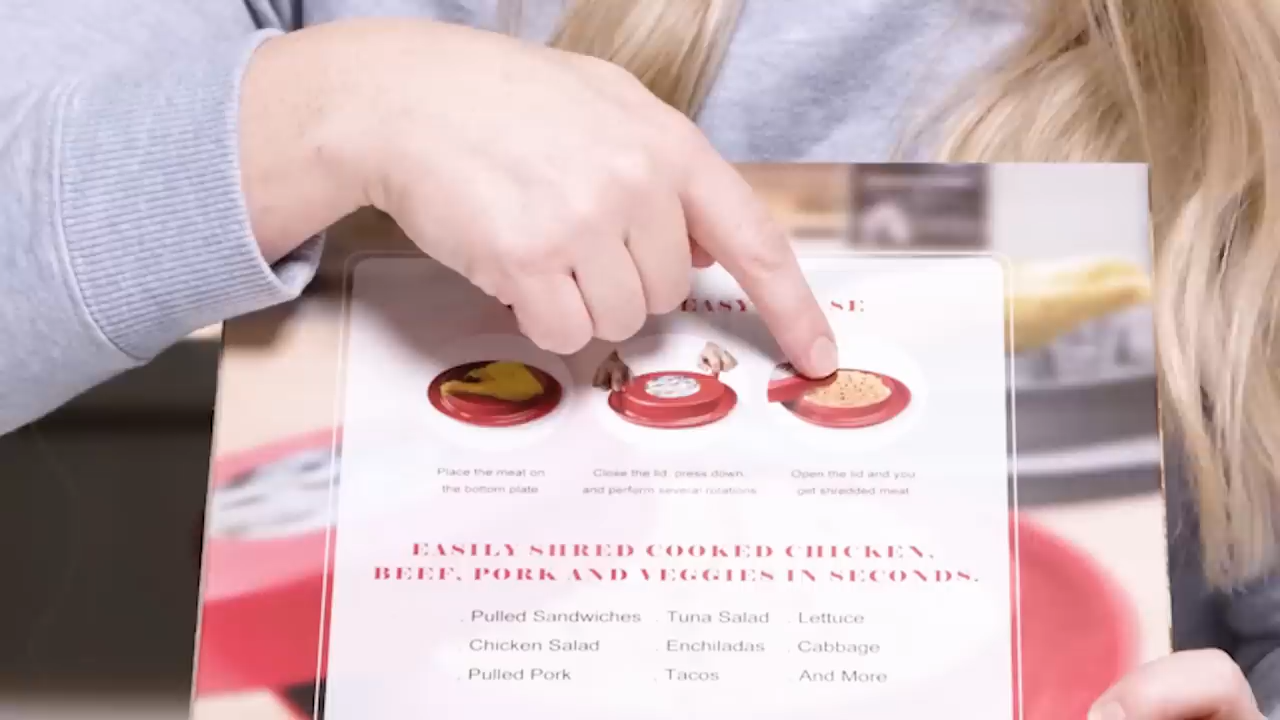 EASY SE
Place the meat on
the bottom plate
Close the lid, press down,
and perform several rotations
Open the lid and you
get shredded meat
EASILY SHRED COOKED CHICKEN,
BEEF, PORK AND VEGGIES IN SECONDS.
. Pulled Sandwiches . Tuna Salad . Lettuce
. Chicken Salad . Enchiladas . Cabbage
. Pulled Pork . Tacos . And More